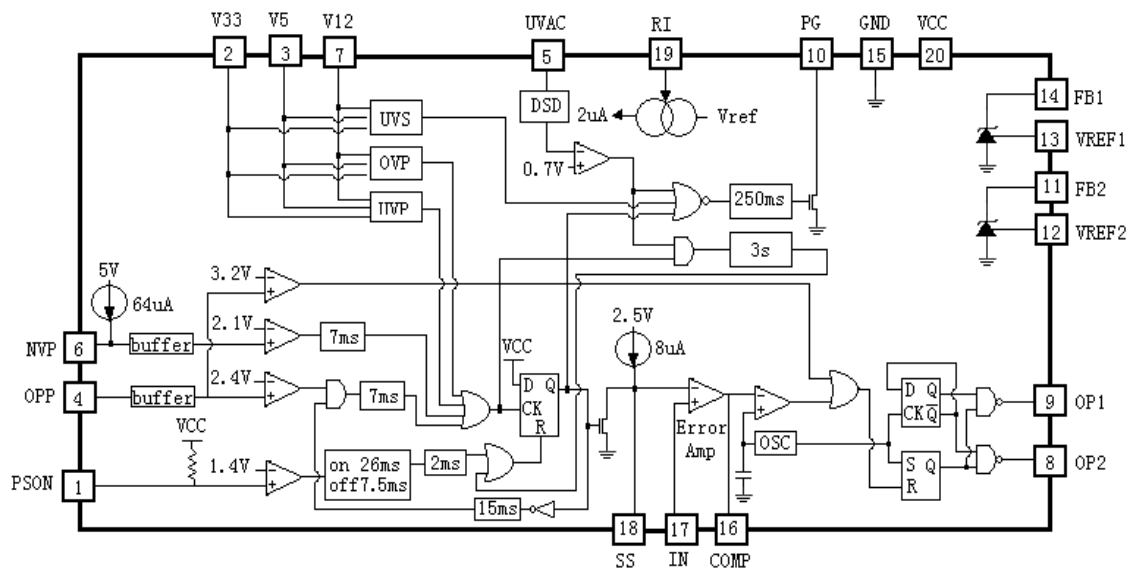 V33 V5 V12 UVAC RI PG GND VCC
2 3 7 5 19 10 15 20
14 FB1
DSD
2uA Vref
UVS
13 VREF1
OVP
0.7V
11 FB2
UVP
250ms
12 VREF2
3s
5V
3.2V
64uA
2.5V
2.1V
7ms
8uA
NVP 6 buffer
VCC
2.4V
D Q
D Q
OPP 4 buffer
7ms
CK
CK Q
9 OP1
VCC
R
Error
Amp
OSC
1.4V
on 26ms
off7.5ms
2ms
S Q
R
8 OP2
PSON 1
15ms
18 17 16
SS IN COMP